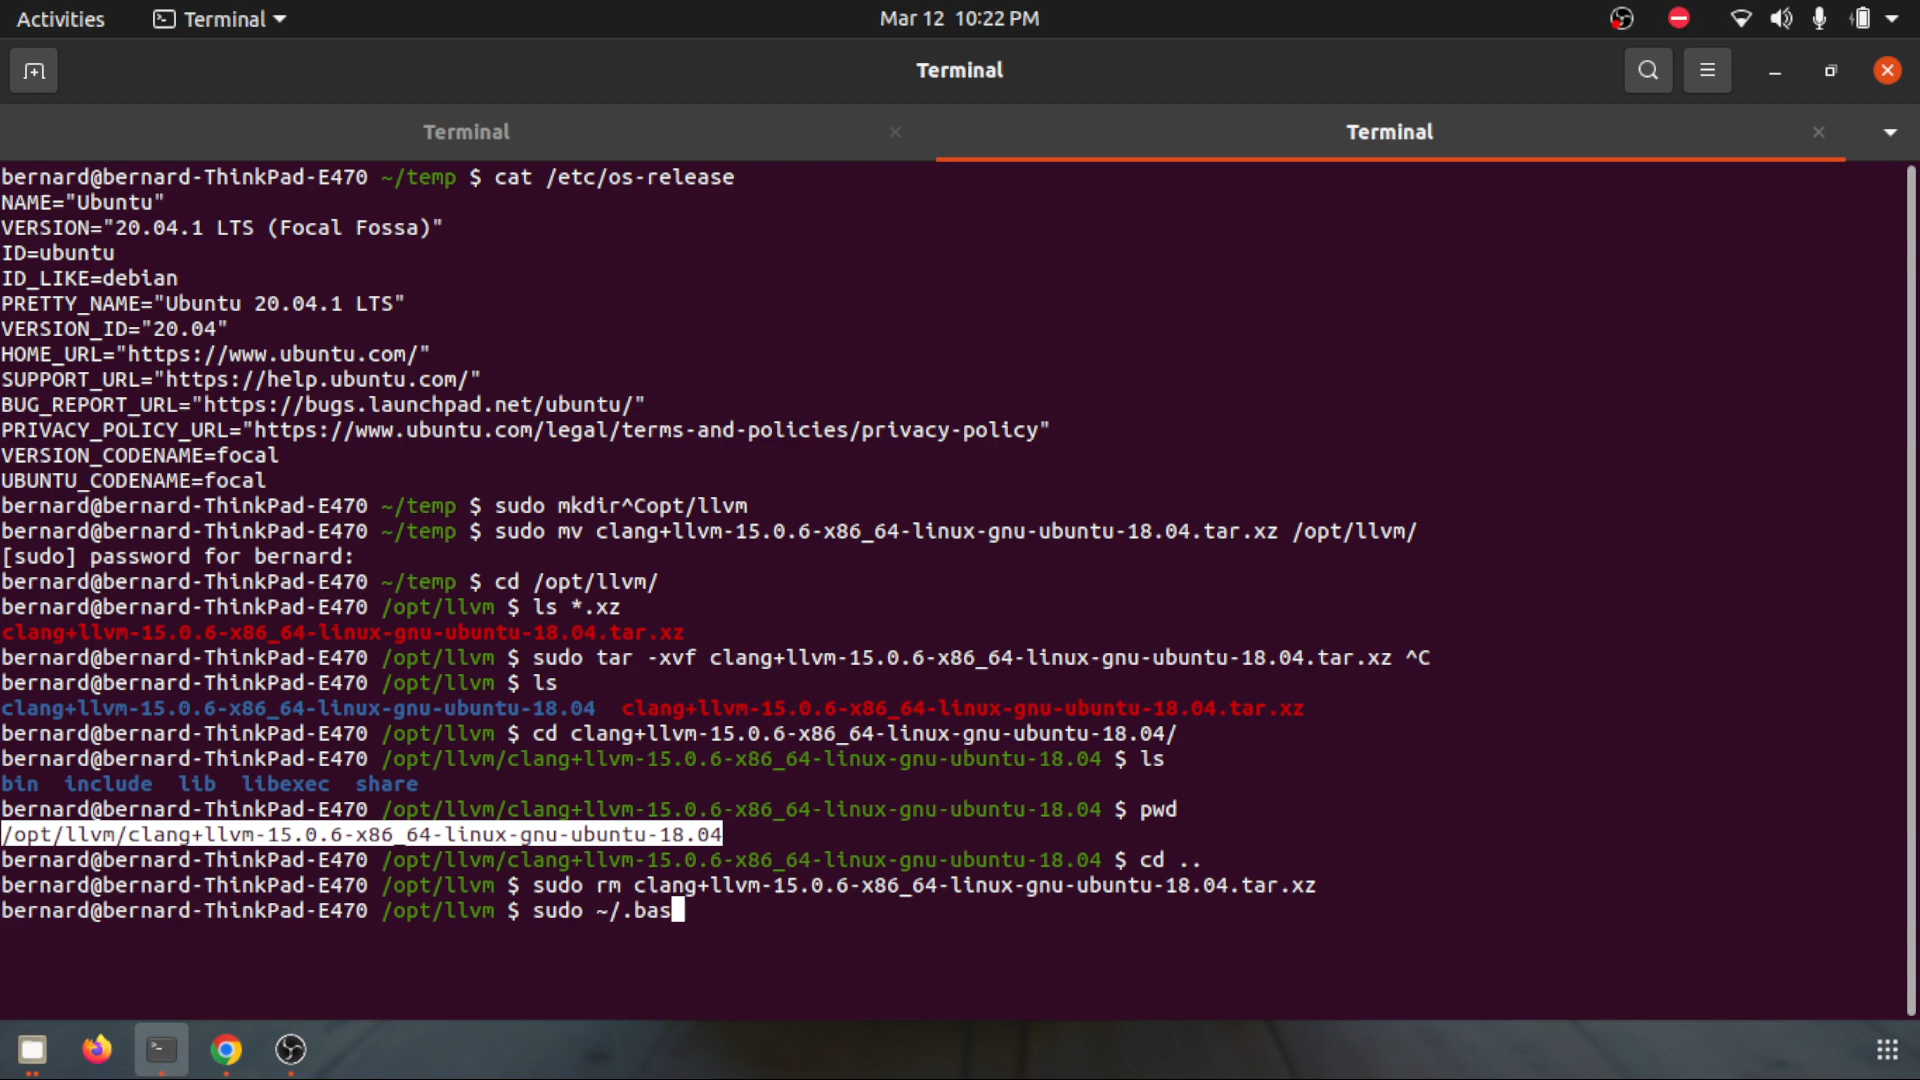 Activities Terminal Mar 12 10:22 PM
Terminal
Terminal Terminal
bernard@bernard-ThinkPad-E470 ~/temp $ cat /etc/os-release
NAME="Ubuntu"
VERSION="20.04.1 LTS (Focal Fossa)"
ID=ubuntu
ID_LIKE=debian
PRETTY_NAME="Ubuntu 20.04.1 LTS"
VERSION_ID="20.04"
HOME_URL="https://www.ubuntu.com/"
SUPPORT_URL="https://help.ubuntu.com/"
BUG_REPORT_URL="https://bugs.launchpad.net/ubuntu/"
PRIVACY_POLICY_URL="https://www.ubuntu.com/legal/terms-and-policies/privacy-policy"
VERSION_CODENAME=focal
UBUNTU_CODENAME=focal
bernard@bernard-ThinkPad-E470 ~/temp $ sudo mkdir^Copt/llvm
bernard@bernard-ThinkPad-E470 ~/temp $ sudo mv clang+llvm-15.0.6-x86_64-linux-gnu-ubuntu-18.04.tar.xz /opt/llvm/
[sudo] password for bernard:
bernard@bernard-ThinkPad-E470 ~/temp $ cd /opt/llvm/
bernard@bernard-ThinkPad-E470 /opt/llvm $ ls *.xz
clang+llvm-15.0.6-x86_64-linux-gnu-ubuntu-18.04.tar.xz
bernard@bernard-ThinkPad-E470 /opt/llvm $ sudo tar -xvf clang+llvm-15.0.6-x86_64-linux-gnu-ubuntu-18.04.tar.xz ^C
bernard@bernard-ThinkPad-E470 /opt/llvm $ ls
clang+llvm-15.0.6-x86_64-linux-gnu-ubuntu-18.04 clang+llvm-15.0.6-x86_64-linux-gnu-ubuntu-18.04.tar.xz
bernard@bernard-ThinkPad-E470 /opt/llvm $ cd clang+llvm-15.0.6-x86_64-linux-gnu-ubuntu-18.04/
bernard@bernard-ThinkPad-E470 /opt/llvm/clang+llvm-15.0.6-x86_64-linux-gnu-ubuntu-18.04 $ ls
bin include lib libexec share
bernard@bernard-ThinkPad-E470 /opt/llvm/clang+llvm-15.0.6-x86_64-linux-gnu-ubuntu-18.04 $ pwd
/opt/llvm/clang+llvm-15.0.6-x86_64-linux-gnu-ubuntu-18.04
bernard@bernard-ThinkPad-E470 /opt/llvm/clang+llvm-15.0.6-x86_64-linux-gnu-ubuntu-18.04 $ cd ..
bernard@bernard-ThinkPad-E470 /opt/llvm $ sudo rm clang+llvm-15.0.6-x86_64-linux-gnu-ubuntu-18.04.tar.xz
bernard@bernard-ThinkPad-E470 /opt/llvm $ sudo ~/.bas